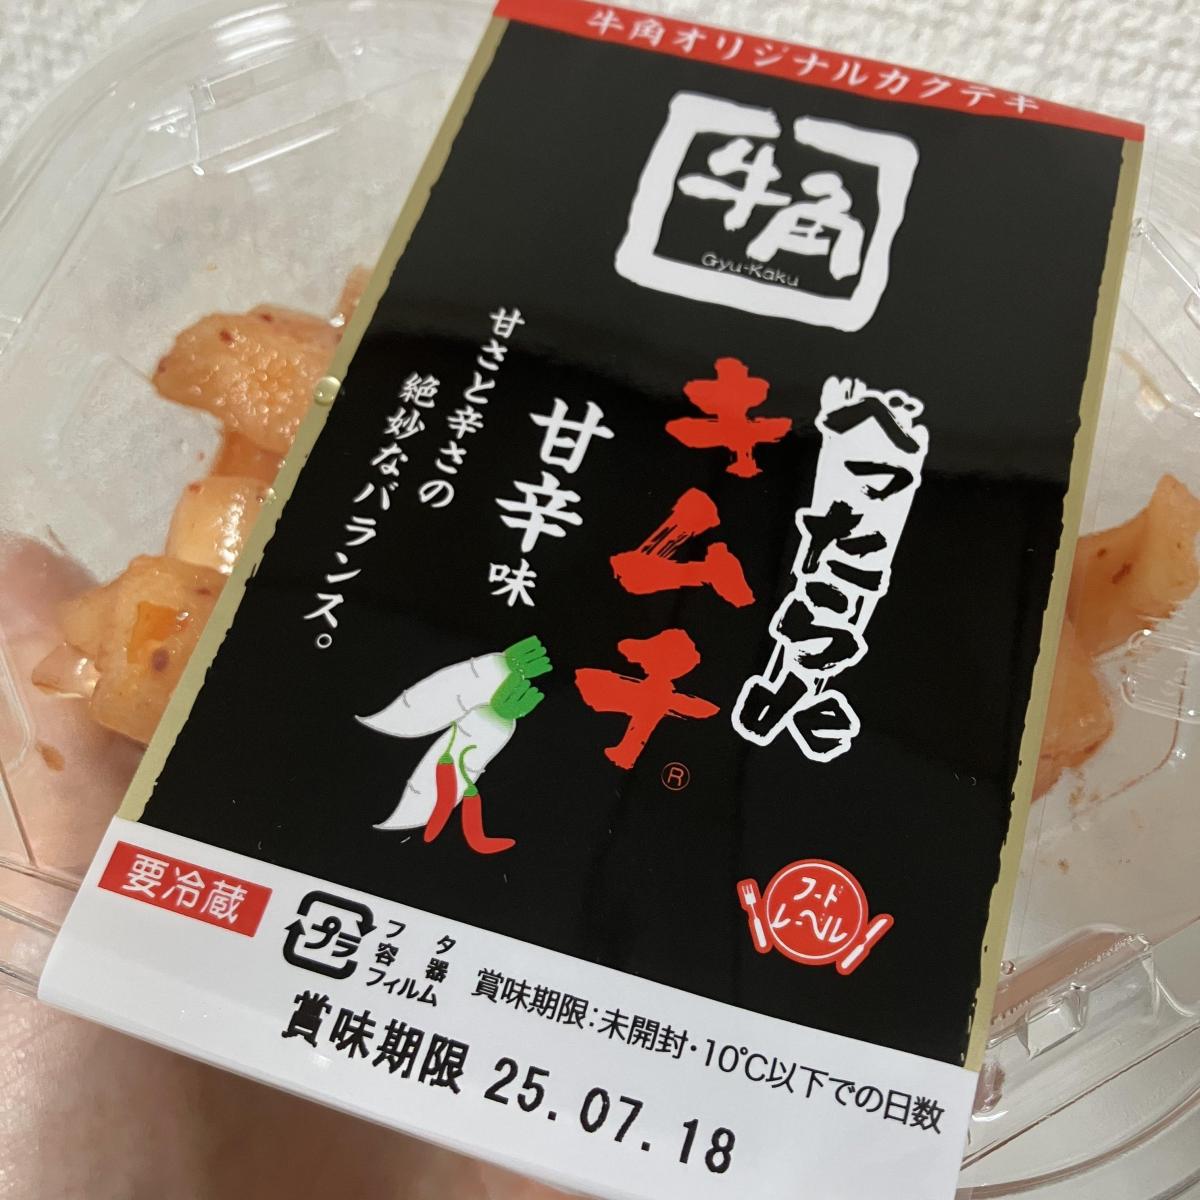 牛角オリジナルカクテキ
牛角
Gyu-Kaku
べったら漬
キムチ®
甘辛味
甘さと辛さの
絶妙なバランス。
フード
レーベル
要冷蔵
プラ
フタ
容器
フィルム
賞味期限:未開封・10℃以下での日数
賞味期限 25.07.18